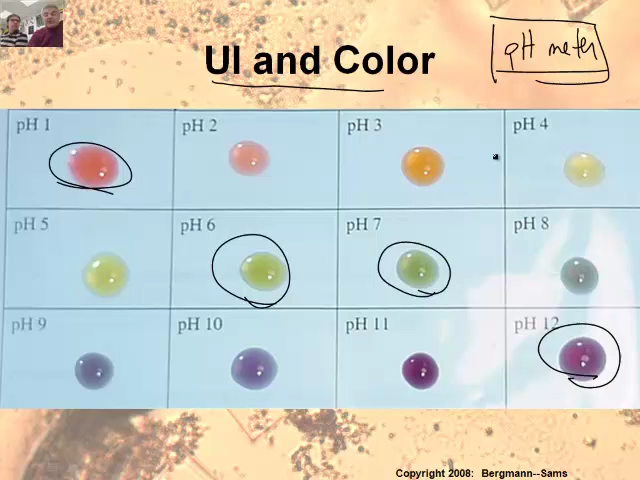 UI and Color
pH meter
pH 1
pH 2
pH 3
pH 4
pH 5
pH 6
pH 7
pH 8
pH 9
pH 10
pH 11
pH 12
Copyright 2008: Bergmann--Sams